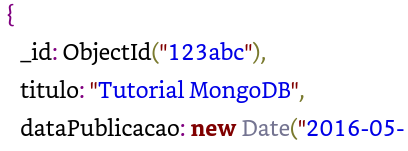 {
_id: ObjectId("123abc"),
titulo: "Tutorial MongoDB",
dataPublicacao: new Date("2016-05-